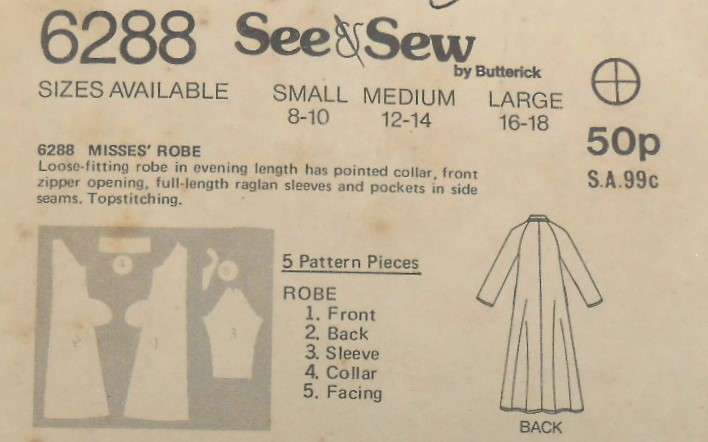 6288 See & Sew
by Butterick
SIZES AVAILABLE
SMALL MEDIUM LARGE
8-10 12-14 16-18
50p
S.A.99c
6288 MISSES' ROBE
Loose-fitting robe in evening length has pointed collar, front
zipper opening, full-length raglan sleeves and pockets in side
seams. Topstitching.
5 Pattern Pieces
ROBE
1. Front
2. Back
3. Sleeve
4. Collar
5. Facing
4
3
1
BACK